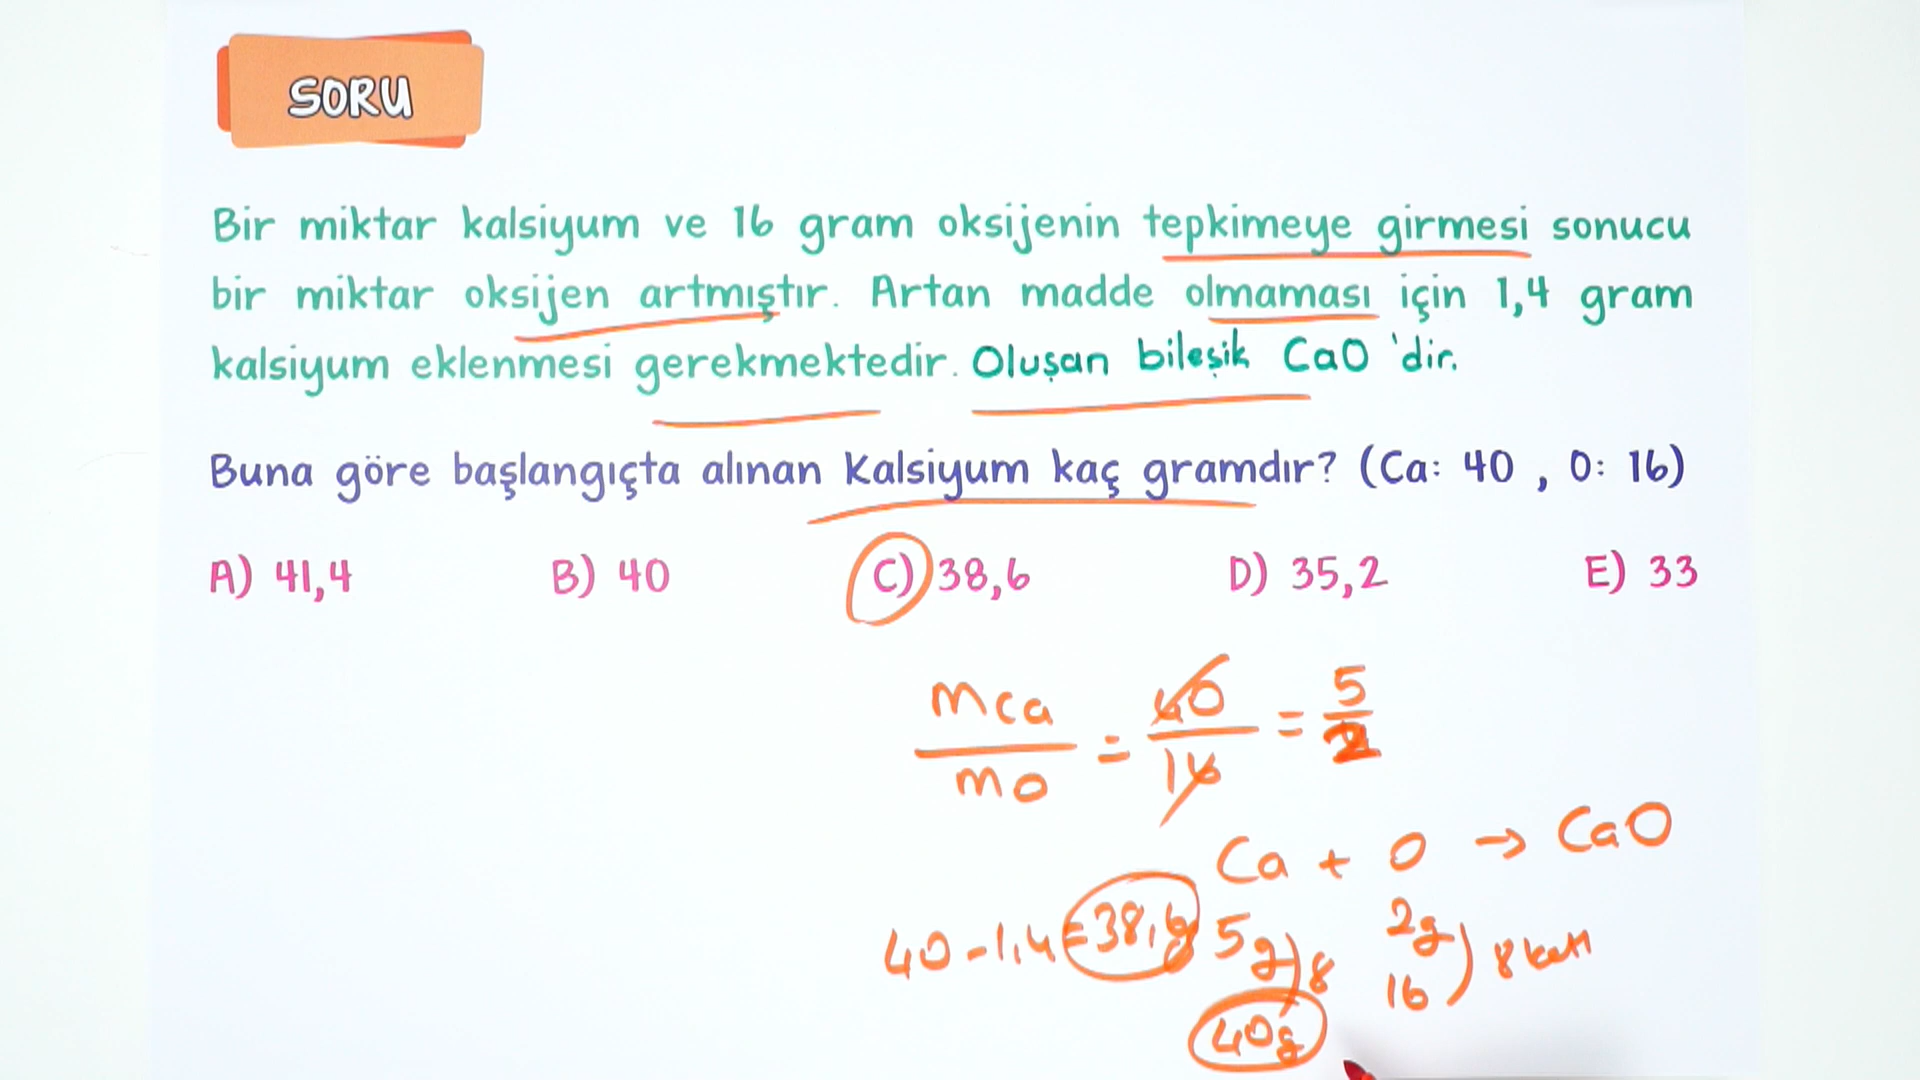 SORU
Bir miktar kalsiyum ve 16 gram oksijenin tepkimeye girmesi sonucu
bir miktar oksijen artmıştır. Artan madde olmaması için 1,4 gram
kalsiyum eklenmesi gerekmektedir. Oluşan bileşik CaO 'dir.
Buna göre başlangıçta alınan Kalsiyum kaç gramdır? (Ca: 40 , O: 16)
A) 41,4 B) 40 C) 38,6 D) 35,2 E) 33
mCa / mO = 40 / 16 = 5 / 2
Ca + O → CaO
40 - 1,4 = 38,6g 5g ) 8 2g ) 8 katı
16
40g